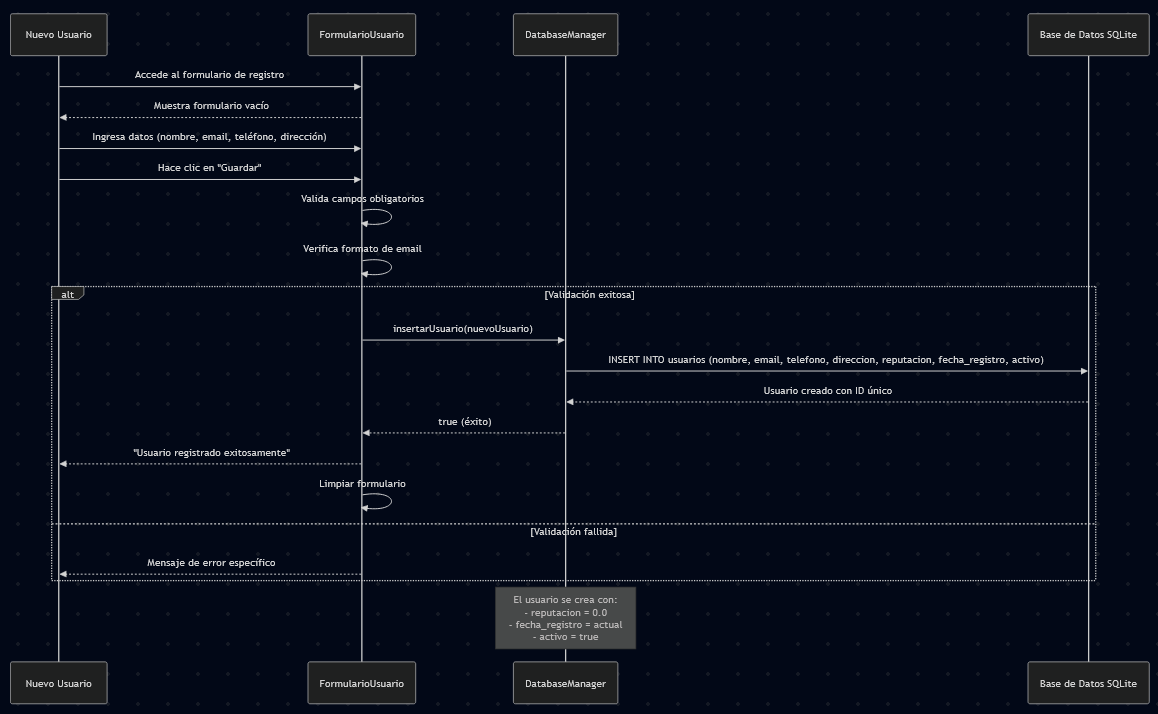 Nuevo Usuario
FormularioUsuario
DatabaseManager
Base de Datos SQLite
Accede al formulario de registro
Muestra formulario vacío
Ingresa datos (nombre, email, teléfono, dirección)
Hace clic en "Guardar"
Valida campos obligatorios
Verifica formato de email
alt
[Validación exitosa]
insertarUsuario(nuevoUsuario)
INSERT INTO usuarios (nombre, email, telefono, direccion, reputacion, fecha_registro, activo)
Usuario creado con ID único
true (éxito)
"Usuario registrado exitosamente"
Limpiar formulario
[Validación fallida]
Mensaje de error específico
El usuario se crea con:
- reputacion = 0.0
- fecha_registro = actual
- activo = true
Nuevo Usuario
FormularioUsuario
DatabaseManager
Base de Datos SQLite